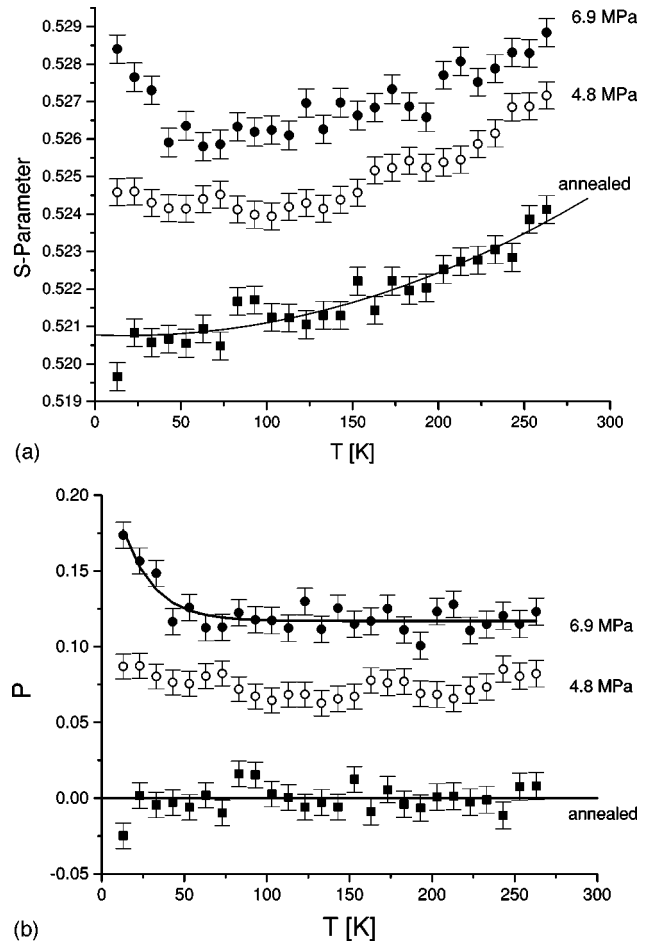 0.529
0.528
0.527
0.526
0.525
0.524
0.523
0.522
0.521
0.520
0.519
S-Parameter
6.9 MPa
4.8 MPa
annealed
0 50 100 150 200 250 300
(a)
T [K]
0.20
0.15
0.10
0.05
0.00
-0.05
P
6.9 MPa
4.8 MPa
annealed
0 50 100 150 200 250 300
(b)
T [K]